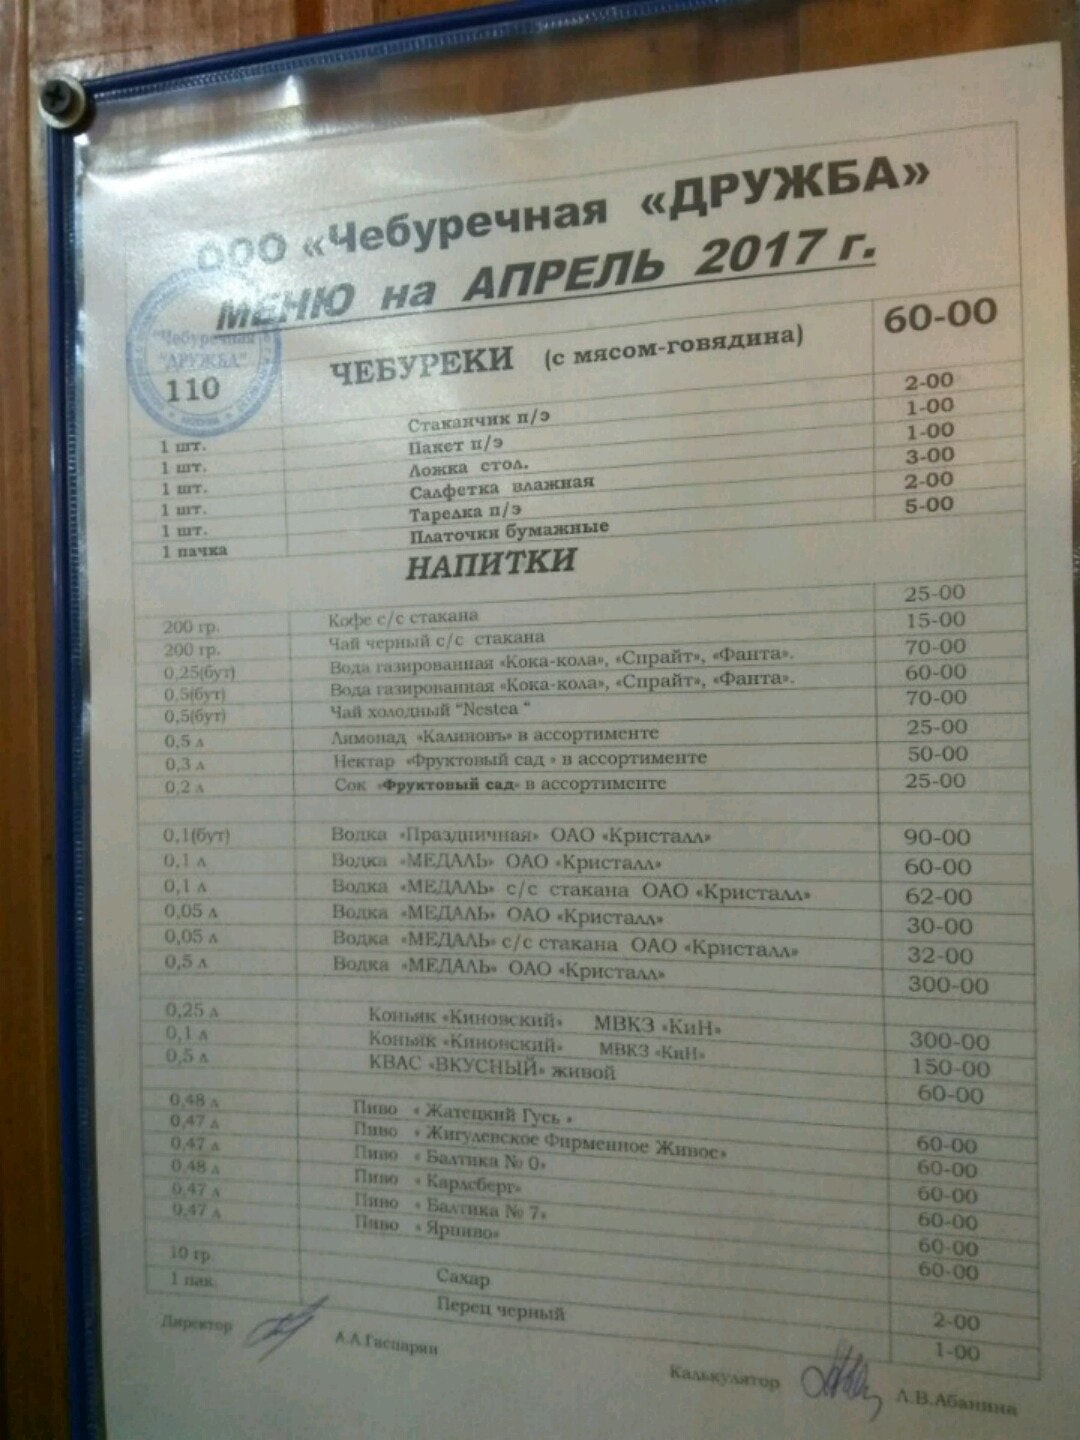 ООО «Чебуречная «ДРУЖБА»
МЕНЮ на АПРЕЛЬ 2017 г.
"Чебуречная "ДРУЖБА"
110 ЧЕБУРЕКИ (с мясом-говядина) 60-00
1 шт. Стаканчик п/э 2-00
1 шт. Пакет п/э 1-00
1 шт. Ложка стол. 1-00
1 шт. Салфетка влажная 3-00
1 шт. Тарелка п/э 2-00
1 пачка Платочки бумажные 5-00
НАПИТКИ
200 гр. Кофе с/с стакана 25-00
200 гр. Чай черный с/с стакана 15-00
0,25(бут) Вода газированная «Кока-кола», «Спрайт», «Фанта». 70-00
0,5(бут) Вода газированная «Кока-кола», «Спрайт», «Фанта». 60-00
0,5(бут) Чай холодный “Nestea “ 70-00
0,5 л Лимонад «Калиновъ» в ассортименте 25-00
0,3 л Нектар «Фруктовый сад » в ассортименте 50-00
0,2 л Сок «Фруктовый сад» в ассортименте 25-00
0,1(бут) Водка «Праздничная» ОАО «Кристалл» 90-00
0,1 л Водка «МЕДАЛЬ» ОАО «Кристалл» 60-00
0,1 л Водка «МЕДАЛЬ» с/с стакана ОАО «Кристалл» 62-00
0,05 л Водка «МЕДАЛЬ» ОАО «Кристалл» 30-00
0,05 л Водка «МЕДАЛЬ» с/с стакана ОАО «Кристалл» 32-00
0,5 л Водка «МЕДАЛЬ» ОАО «Кристалл» 300-00
0,25 л Коньяк «Киновский» МВКЗ «КиН» 300-00
0,1 л Коньяк «Киновский» МВКЗ «КиН» 150-00
0,5 л КВАС «ВКУСНЫЙ» живой 60-00
0,48 л Пиво « Жатецкий Гусь » 60-00
0,47 л Пиво « Жигулевское Фирменное Живое» 60-00
0,47 л Пиво « Балтика № 0» 60-00
0,48 л Пиво « Карлсберг» 60-00
0,47 л Пиво « Балтика № 7» 60-00
0,47 л Пиво « Ярпиво» 60-00
10 гр. Сахар 2-00
1 пак. Перец черный 1-00
Директор А.А.Гаспарян
Калькулятор Л.В.Абанина